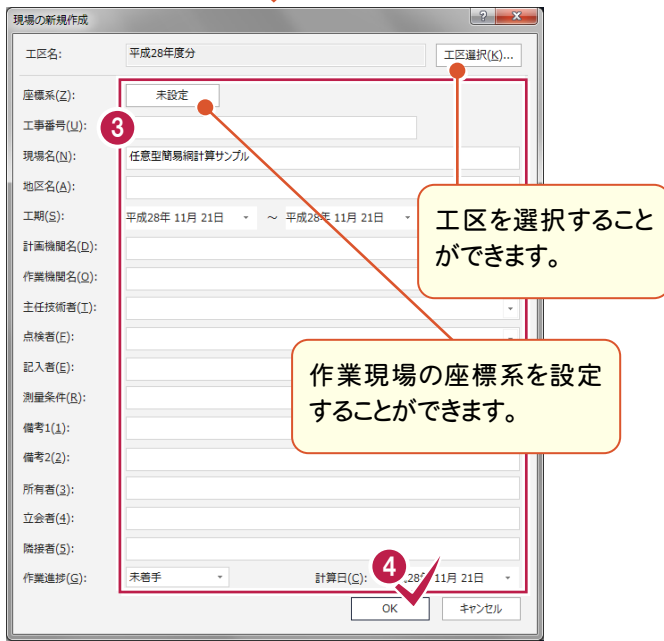 現場の新規作成
工区名: 平成28年度分 工区選択(K)...
座標系(Z): 未設定
3
工事番号(U):
現場名(N): 任意型簡易網計算サンプル
地区名(A):
工期(S): 平成28年 11月 21日 ～ 平成28年 11月 21日
工区を選択すること
ができます。
計画機関名(D):
作業機関名(O):
主任技術者(T):
点検者(F):
記入者(E):
作業現場の座標系を設定
することができます。
測量条件(R):
備考1(1):
備考2(2):
所有者(3):
立会者(4):
隣接者(5):
作業進捗(G): 未着手 計算日(C): 28年 11月 21日
4
OK キャンセル